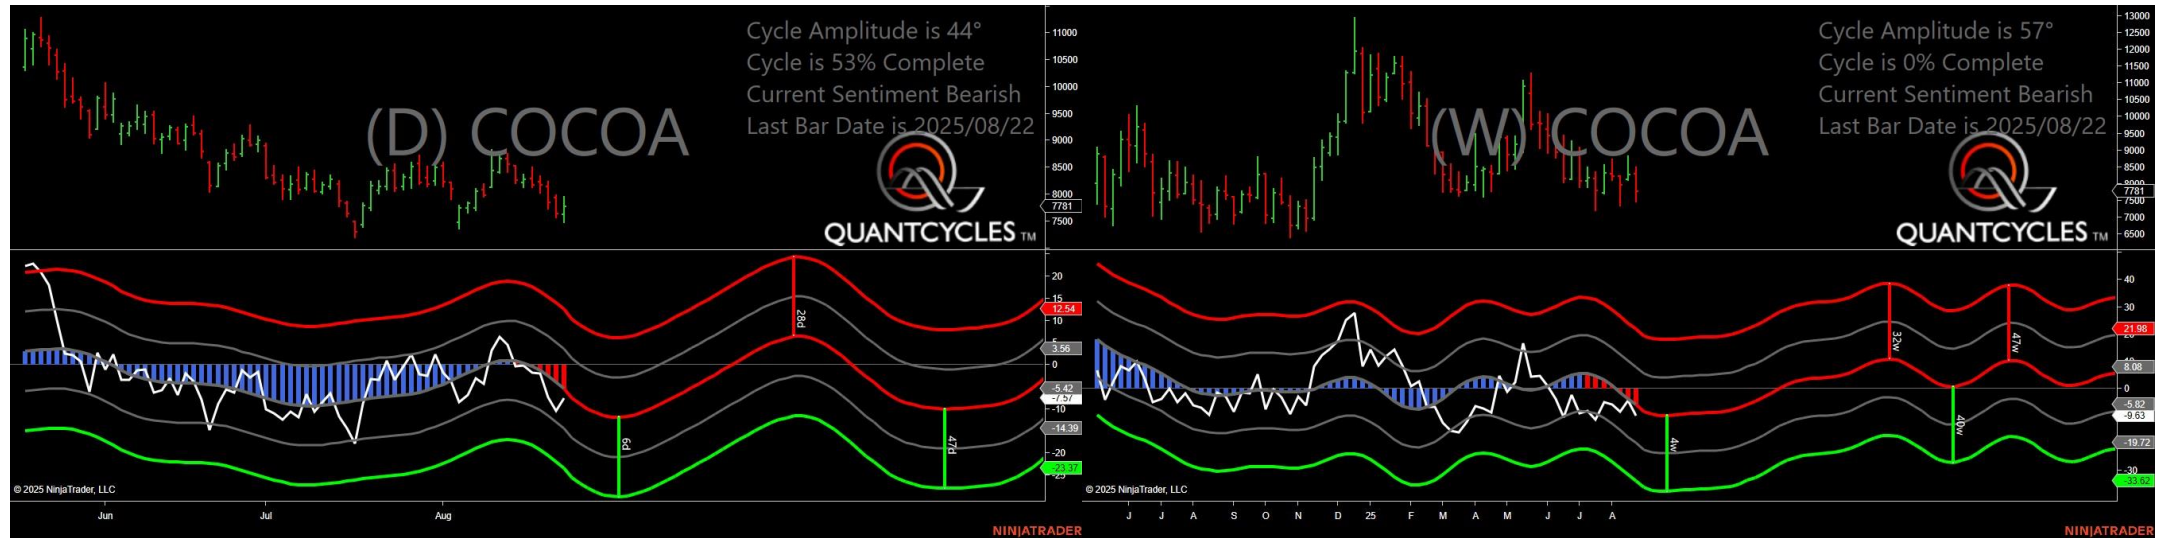 Cycle Amplitude is 44°
Cycle is 53% Complete
Current Sentiment Bearish
Last Bar Date is 2025/08/22
(D) COCOA
QUANTCYCLES TM
11000
10500
10000
9500
9000
8500
8000
7781
7500
20
15
12.54
10
5
3.56
0
-5.42
-7.57
-10
-14.39
-20
-23.37
-25
28d
6d
47d
© 2025 NinjaTrader, LLC
Jun Jul Aug
NINJATRADER
Cycle Amplitude is 57°
Cycle is 0% Complete
Current Sentiment Bearish
Last Bar Date is 2025/08/22
(W) COCOA
QUANTCYCLES TM
13000
12500
12000
11500
11000
10500
10000
9500
9000
8500
8000
7781
7500
7000
6500
40
30
21.98
20
10
8.08
0
-5.82
-9.63
-19.72
-30
-33.62
32w
47w
4w
40w
© 2025 NinjaTrader, LLC
J J A S O N D 25 F M A M J J A
NINJATRADER